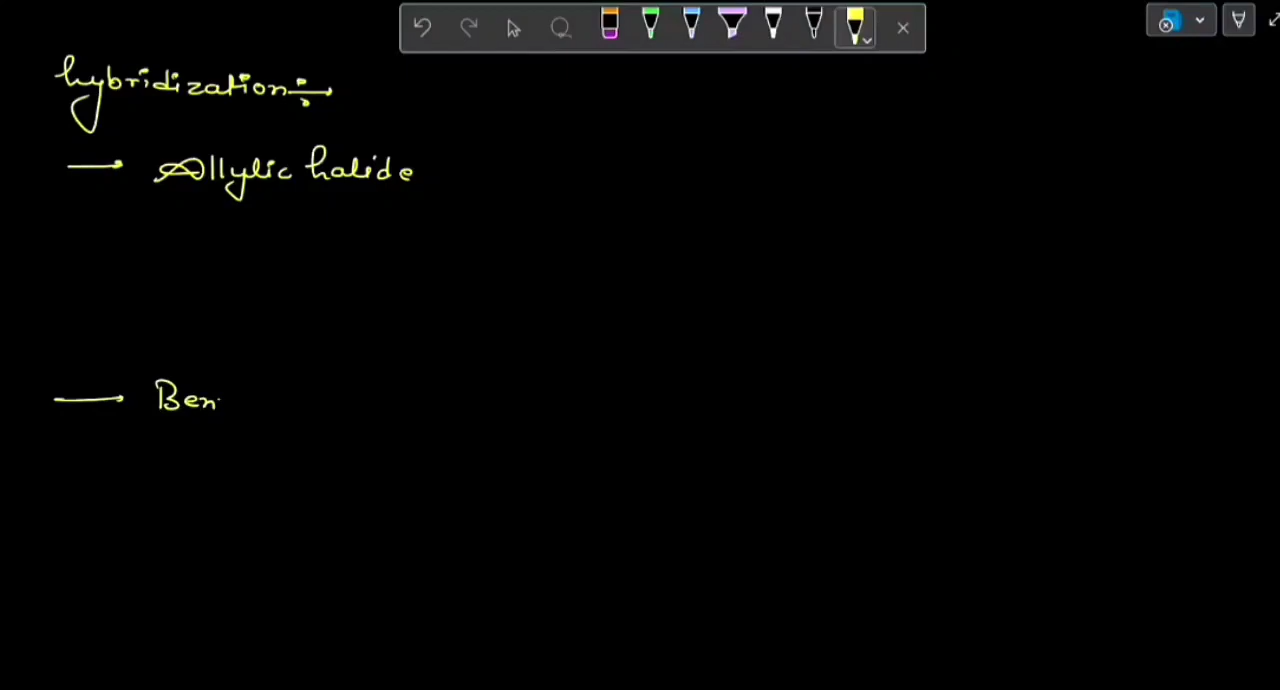 hybridization :→
→ Allylic halide
→ Ben